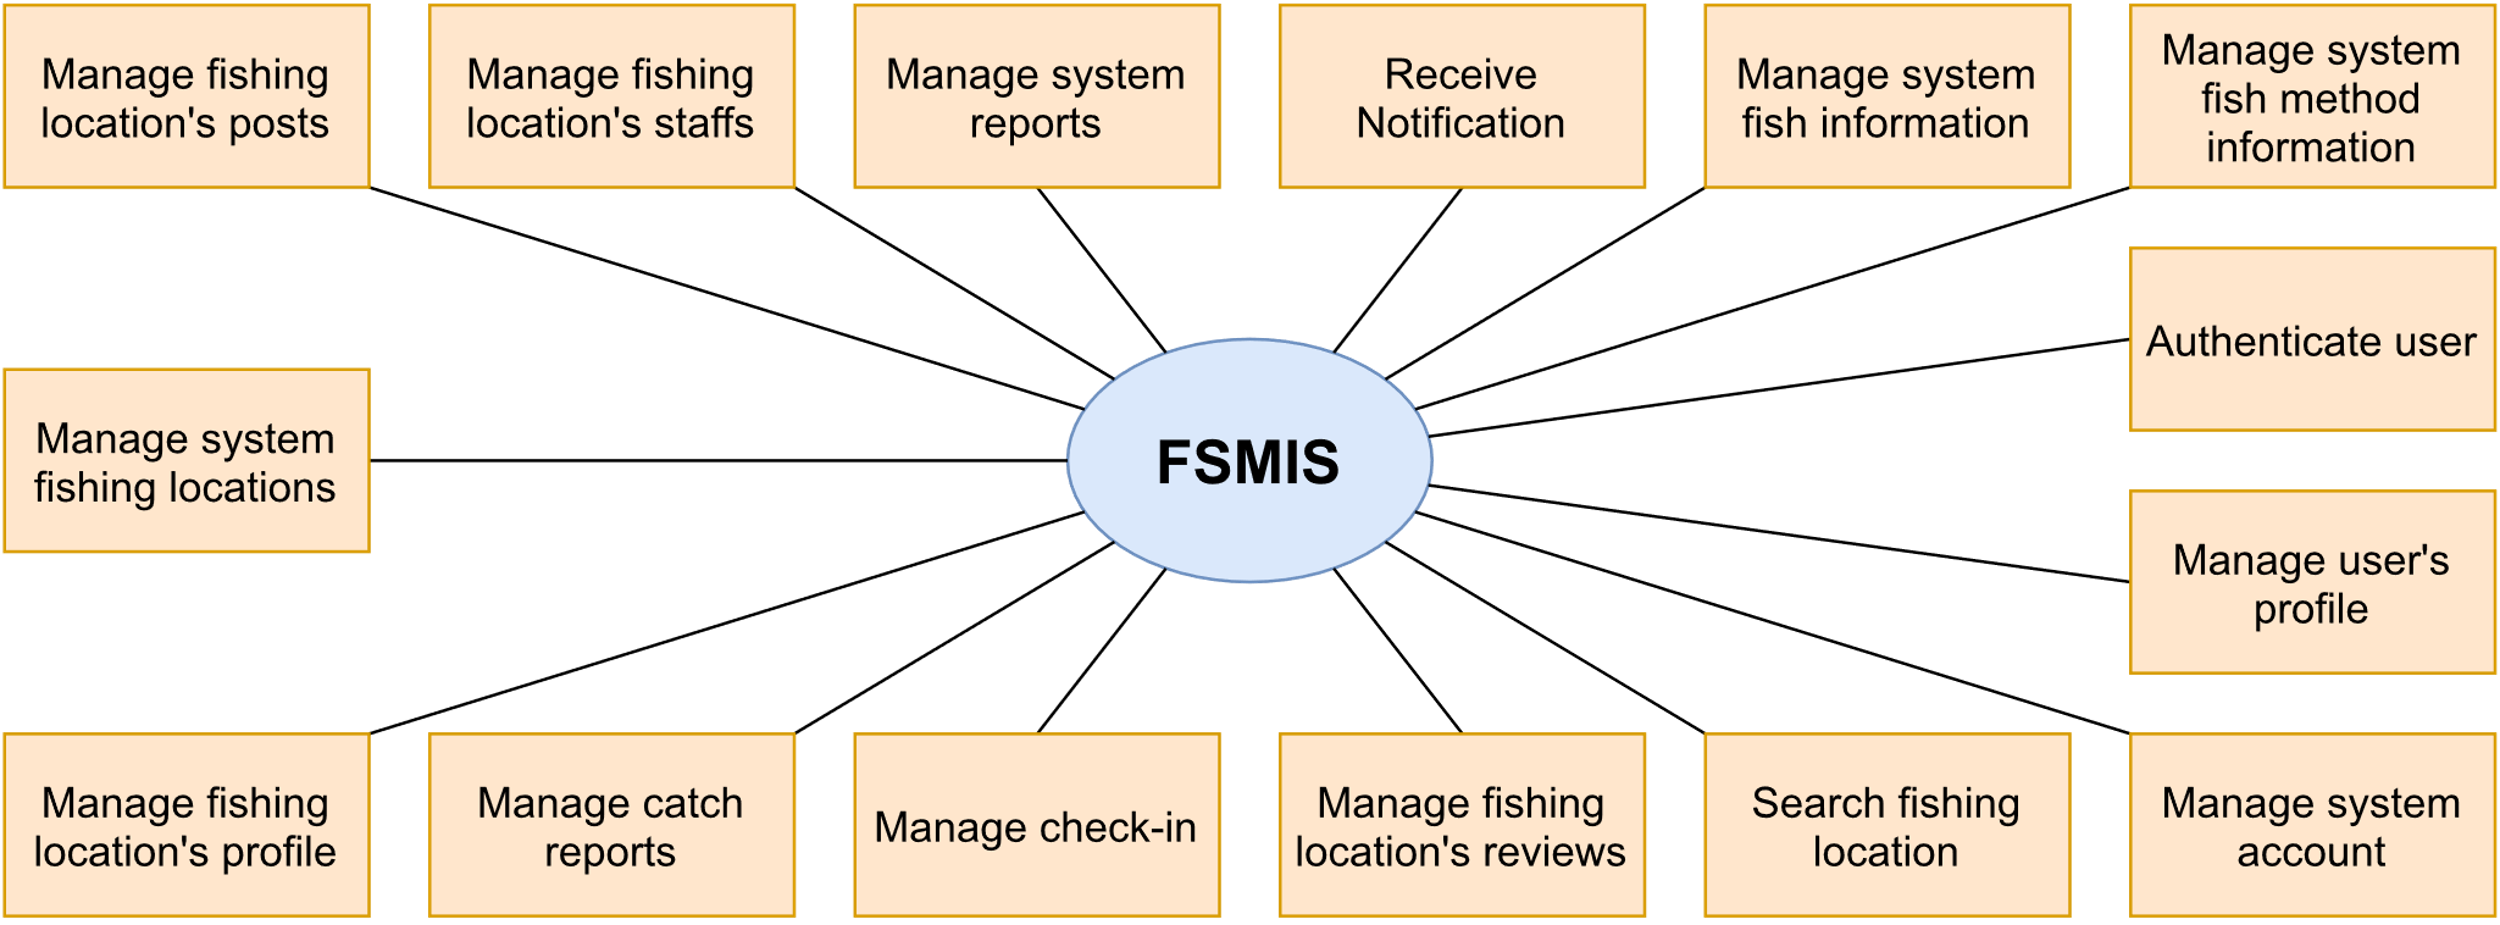 Manage fishing
location's posts
Manage fishing
location's staffs
Manage system
reports
Receive
Notification
Manage system
fish information
Manage system
fish method
information
Authenticate user
Manage system
fishing locations
FSMIS
Manage user's
profile
Manage fishing
location's profile
Manage catch
reports
Manage check-in
Manage fishing
location's reviews
Search fishing
location
Manage system
account